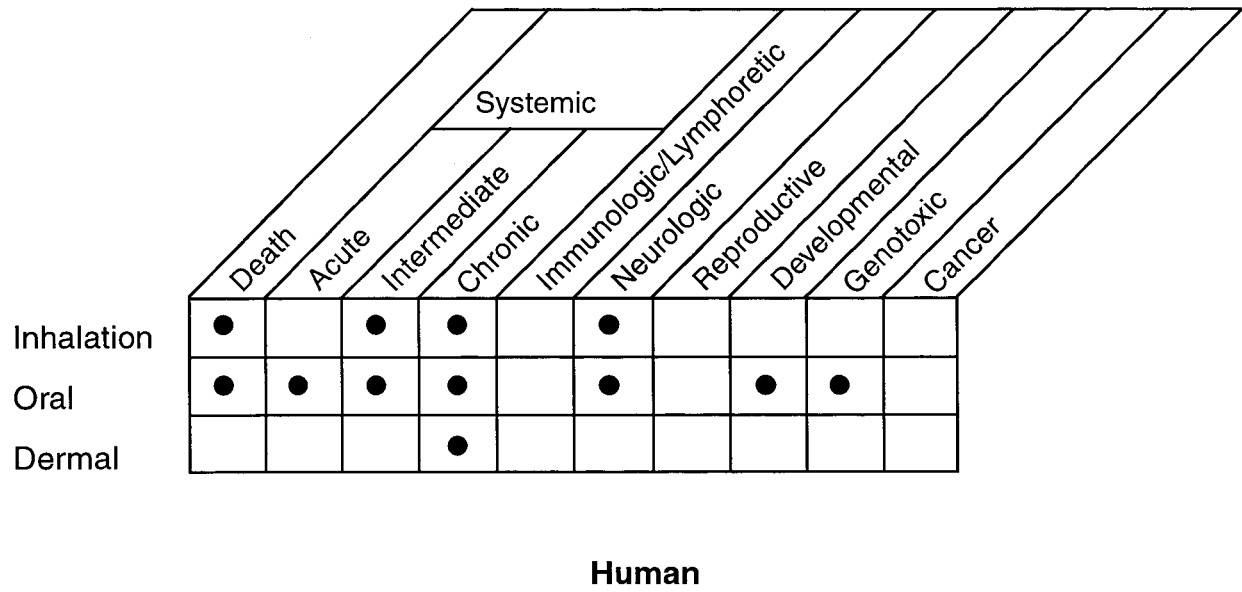 Systemic
Death
Acute
Intermediate
Chronic
Immunologic/Lymphoretic
Neurologic
Reproductive
Developmental
Genotoxic
Cancer
Inhalation
Oral
Dermal
Human